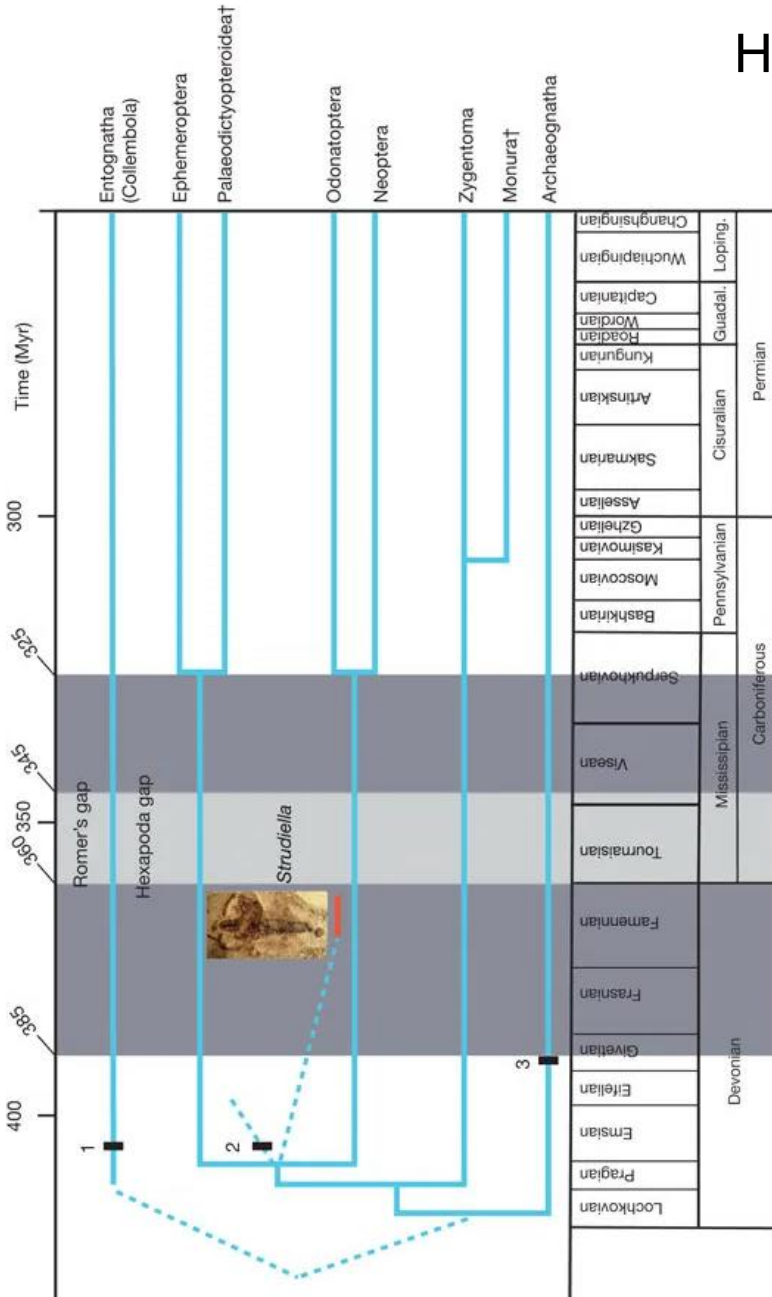 H
Time (Myr)
300
325
345
350
360
385
400
Entognatha
(Collembola)
Ephemeroptera
Palaeodictyopteroidea†
Odonatoptera
Neoptera
Zygentoma
Monura†
Archaeognatha
Romer's gap
Hexapoda gap
Strudiella
1
2
3
Changhsingian
Wuchiapingian
Capitanian
Wordian
Roadian
Kungurian
Artinskian
Sakmarian
Asselian
Gzhelian
Kasimovian
Moscovian
Bashkirian
Serpukhovian
Visean
Tournaisian
Famennian
Frasnian
Givetian
Eifelian
Emsian
Pragian
Lochkovian
Loping.
Guadal.
Cisuralian
Pennsylvanian
Mississipian
Permian
Carboniferous
Devonian